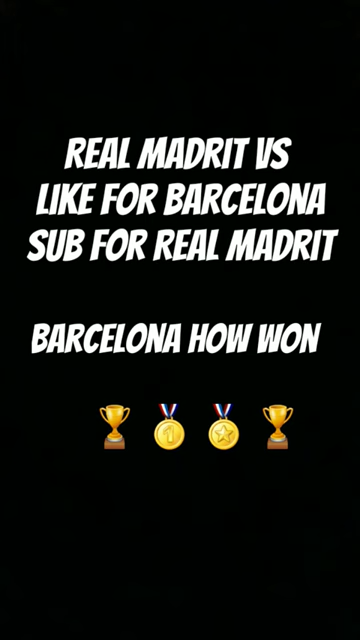 REAL MADRIT VS
LIKE FOR BARCELONA
SUB FOR REAL MADRIT
BARCELONA HOW WON
🏆 🥇 🏅 🏆